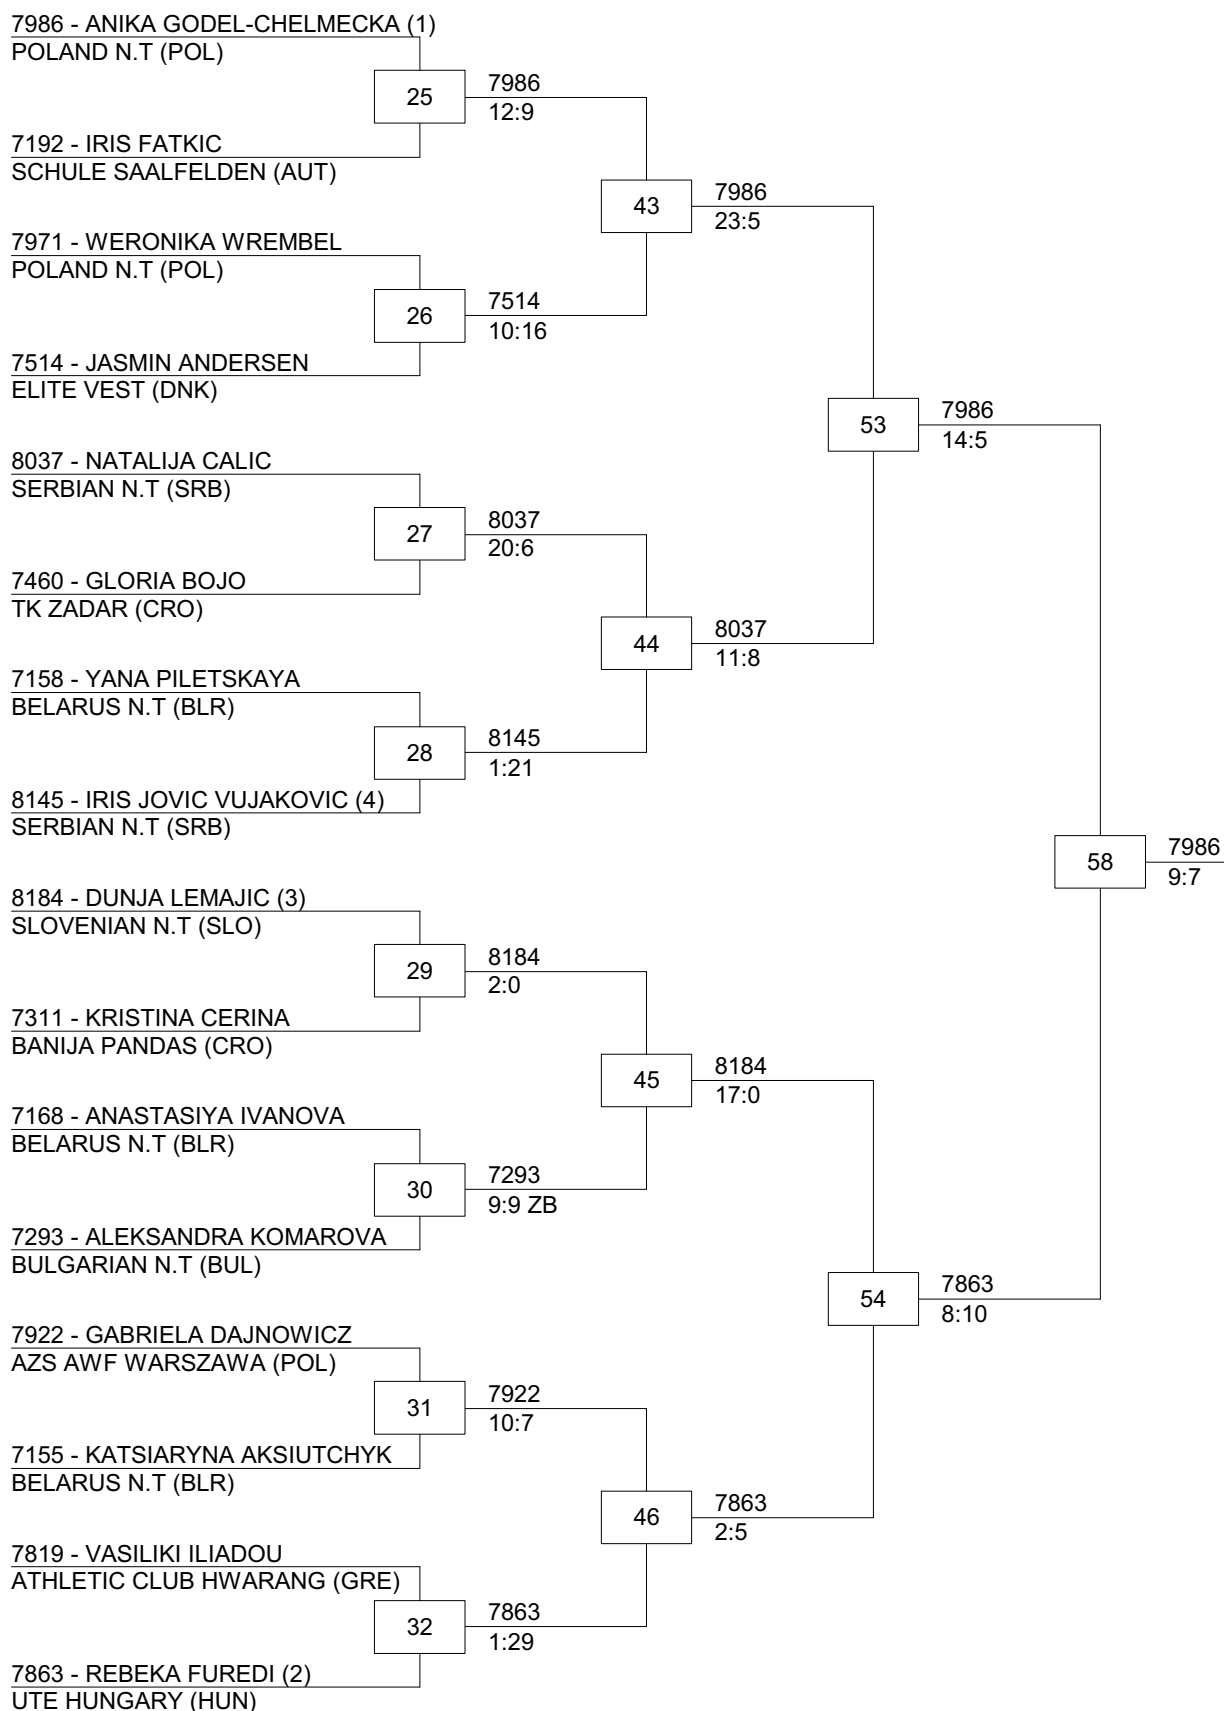 7986 - ANIKA GODEL-CHELMECKA (1)
POLAND N.T (POL)
25
7986
12:9
7192 - IRIS FATKIC
SCHULE SAALFELDEN (AUT)
43
7986
23:5
7971 - WERONIKA WREMBEL
POLAND N.T (POL)
26
7514
10:16
7514 - JASMIN ANDERSEN
ELITE VEST (DNK)
53
7986
14:5
8037 - NATALIJA CALIC
SERBIAN N.T (SRB)
27
8037
20:6
7460 - GLORIA BOJO
TK ZADAR (CRO)
44
8037
11:8
7158 - YANA PILETSKAYA
BELARUS N.T (BLR)
28
8145
1:21
8145 - IRIS JOVIC VUJAKOVIC (4)
SERBIAN N.T (SRB)
58
7986
9:7
8184 - DUNJA LEMAJIC (3)
SLOVENIAN N.T (SLO)
29
8184
2:0
7311 - KRISTINA CERINA
BANIJA PANDAS (CRO)
45
8184
17:0
7168 - ANASTASIYA IVANOVA
BELARUS N.T (BLR)
30
7293
9:9 ZB
7293 - ALEKSANDRA KOMAROVA
BULGARIAN N.T (BUL)
54
7863
8:10
7922 - GABRIELA DAJNOWICZ
AZS AWF WARSZAWA (POL)
31
7922
10:7
7155 - KATSIARYNA AKSIUTCHYK
BELARUS N.T (BLR)
46
7863
2:5
7819 - VASILIKI ILIADOU
ATHLETIC CLUB HWARANG (GRE)
32
7863
1:29
7863 - REBEKA FUREDI (2)
UTE HUNGARY (HUN)